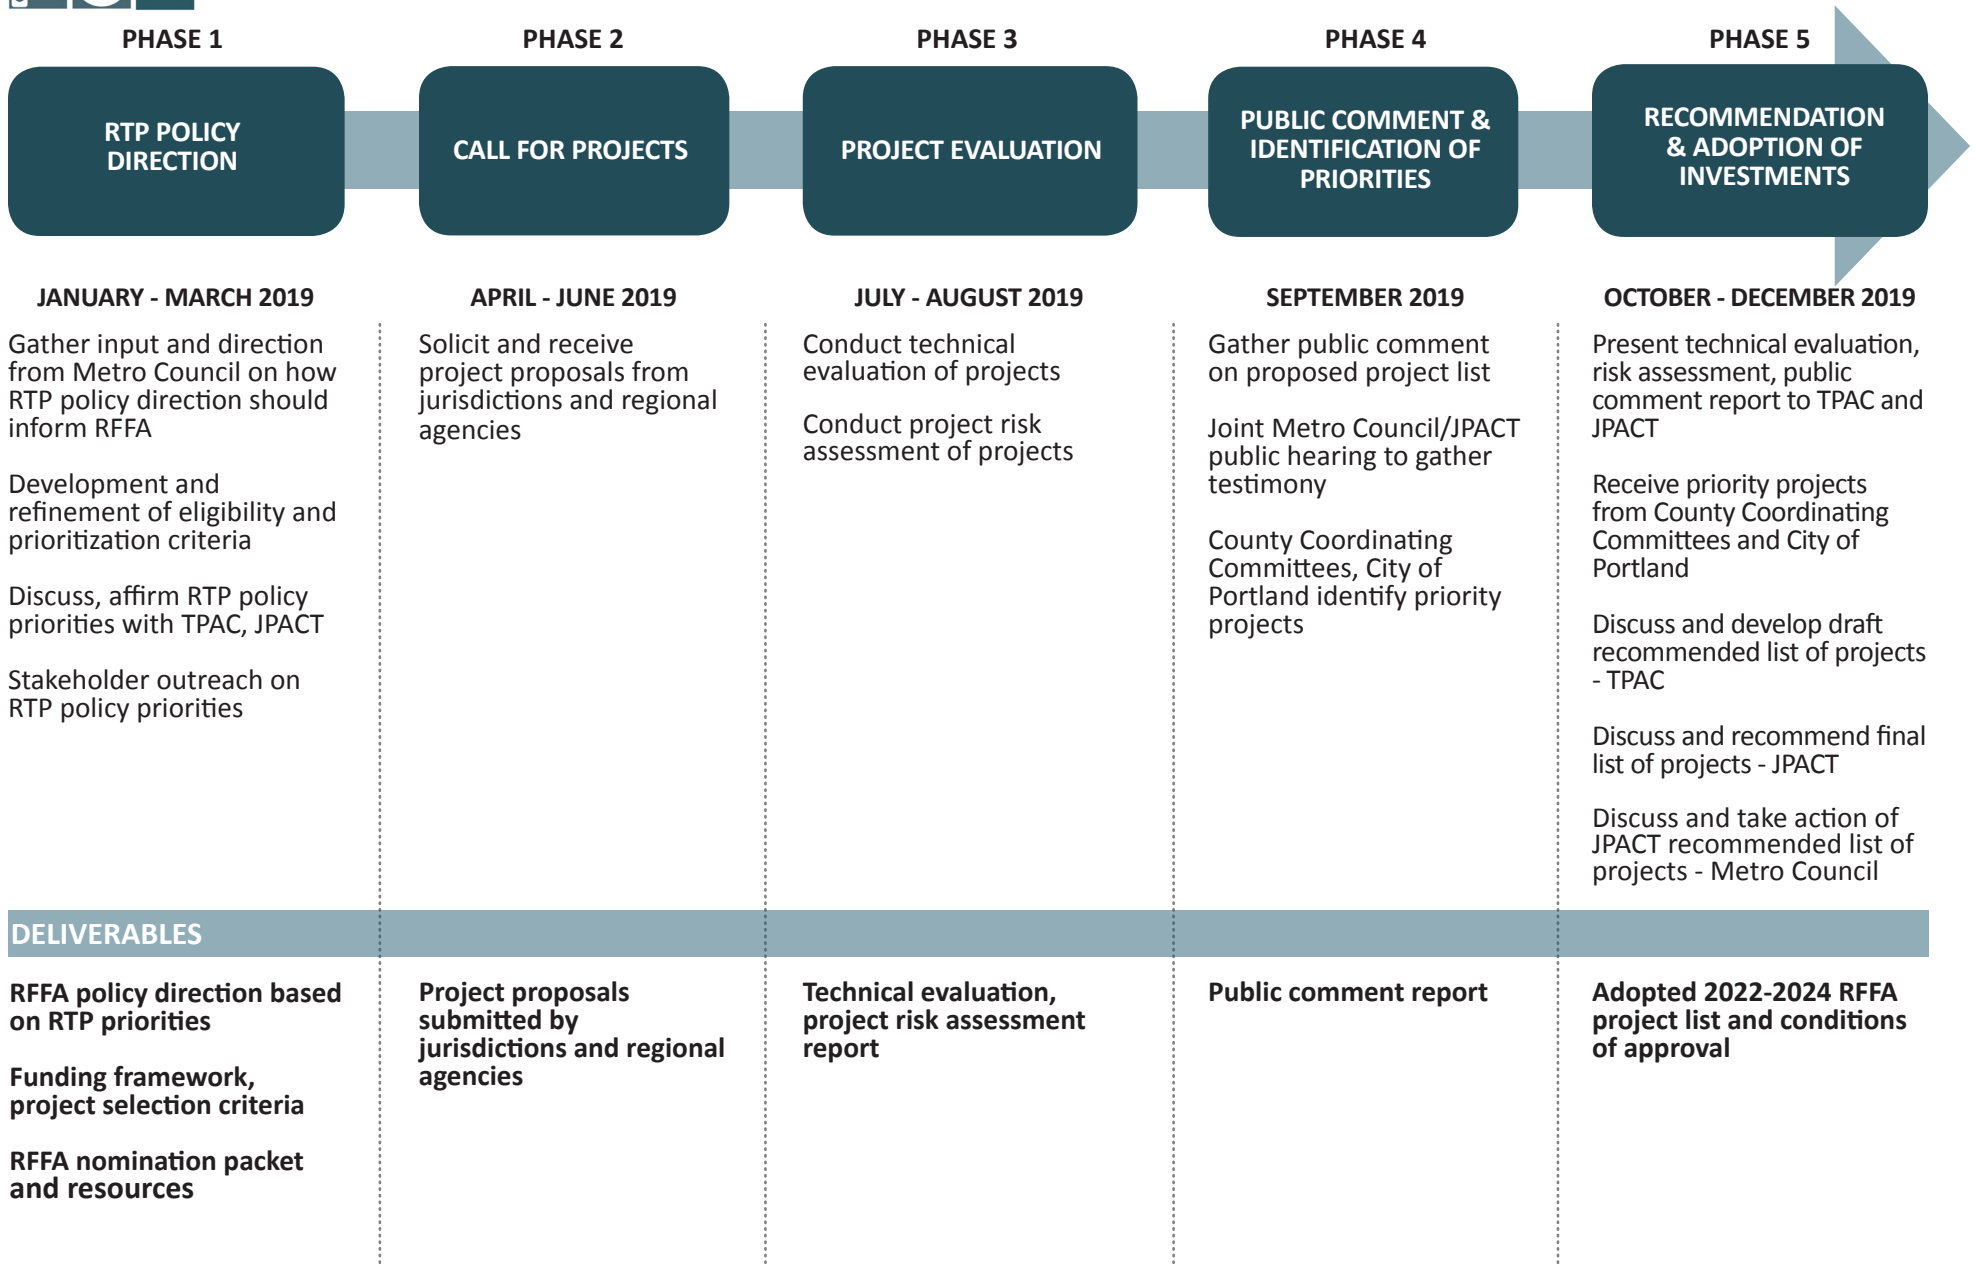 PHASE 1
RTP POLICY
DIRECTION
JANUARY - MARCH 2019
Gather input and direction
from Metro Council on how
RTP policy direction should
inform RFFA
Development and
refinement of eligibility and
prioritization criteria
Discuss, affirm RTP policy
priorities with TPAC, JPACT
Stakeholder outreach on
RTP policy priorities
PHASE 2
CALL FOR PROJECTS
APRIL - JUNE 2019
Solicit and receive
project proposals from
jurisdictions and regional
agencies
PHASE 3
PROJECT EVALUATION
JULY - AUGUST 2019
Conduct technical
evaluation of projects
Conduct project risk
assessment of projects
PHASE 4
PUBLIC COMMENT &
IDENTIFICATION OF
PRIORITIES
SEPTEMBER 2019
Gather public comment
on proposed project list
Joint Metro Council/JPACT
public hearing to gather
testimony
County Coordinating
Committees, City of
Portland identify priority
projects
PHASE 5
RECOMMENDATION
& ADOPTION OF
INVESTMENTS
OCTOBER - DECEMBER 2019
Present technical evaluation,
risk assessment, public
comment report to TPAC and
JPACT
Receive priority projects
from County Coordinating
Committees and City of
Portland
Discuss and develop draft
recommended list of projects
- TPAC
Discuss and recommend final
list of projects - JPACT
Discuss and take action of
JPACT recommended list of
projects - Metro Council
DELIVERABLES
RFFA policy direction based
on RTP priorities
Funding framework,
project selection criteria
RFFA nomination packet
and resources
Project proposals
submitted by
jurisdictions and regional
agencies
Technical evaluation,
project risk assessment
report
Public comment report
Adopted 2022-2024 RFFA
project list and conditions
of approval